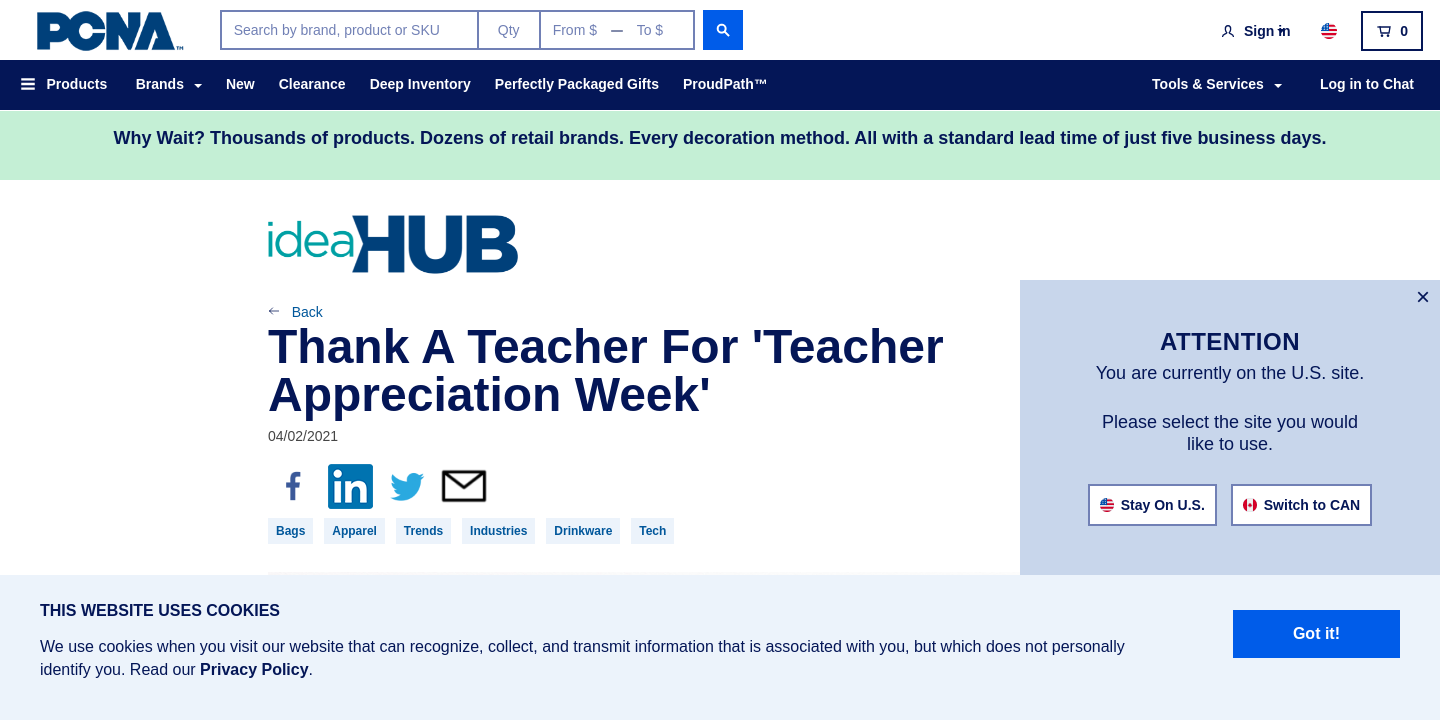 PCNA™
Search by brand, product or SKU
Qty
From $ — To $
Sign in
0
Products
Brands
New
Clearance
Deep Inventory
Perfectly Packaged Gifts
ProudPath™
Tools & Services
Log in to Chat
Why Wait? Thousands of products. Dozens of retail brands. Every decoration method. All with a standard lead time of just five business days.
ideaHUB
Back
Thank A Teacher For 'Teacher
Appreciation Week'
04/02/2021
Bags
Apparel
Trends
Industries
Drinkware
Tech
×
ATTENTION
You are currently on the U.S. site.
Please select the site you would
like to use.
Stay On U.S.
Switch to CAN
THIS WEBSITE USES COOKIES
We use cookies when you visit our website that can recognize, collect, and transmit information that is associated with you, but which does not personally
identify you. Read our Privacy Policy.
Got it!